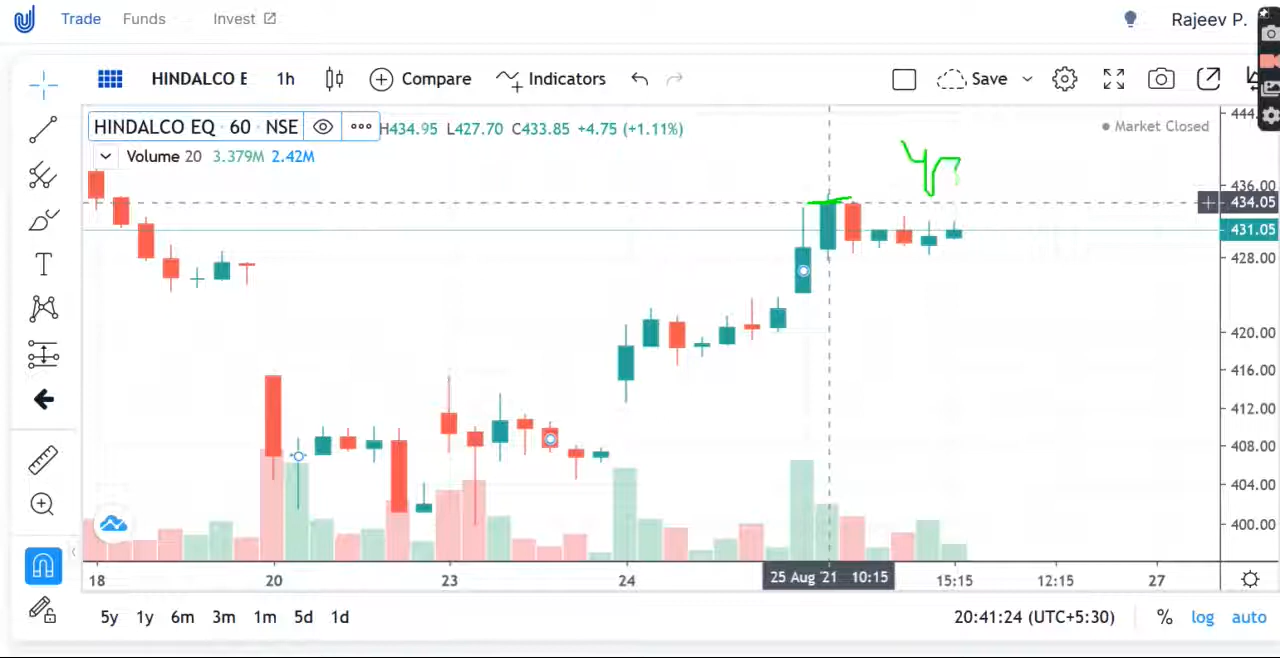 Trade Funds Invest Rajeev P.
HINDALCO E 1h Compare Indicators Save
HINDALCO EQ · 60 · NSE H434.95 L427.70 C433.85 +4.75 (+1.11%)
Market Closed
Volume 20 3.379M 2.42M
444
436.00
434.05
431.05
428.00
420.00
416.00
412.00
408.00
404.00
400.00
18 20 23 24 25 Aug '21 10:15 15:15 12:15 27
5y 1y 6m 3m 1m 5d 1d 20:41:24 (UTC+5:30) % log auto